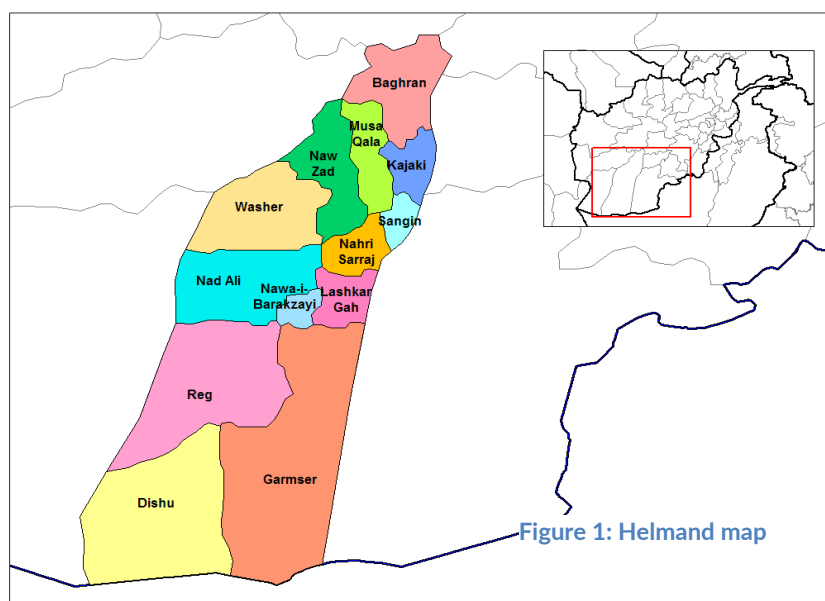 Baghran
Musa
Qala
Naw
Zad
Kajaki
Washer
Sangin
Nahri
Sarraj
Nad Ali
Nawa-i-
Barakzayi
Lashkar
Gah
Reg
Garmser
Dishu
Figure 1: Helmand map